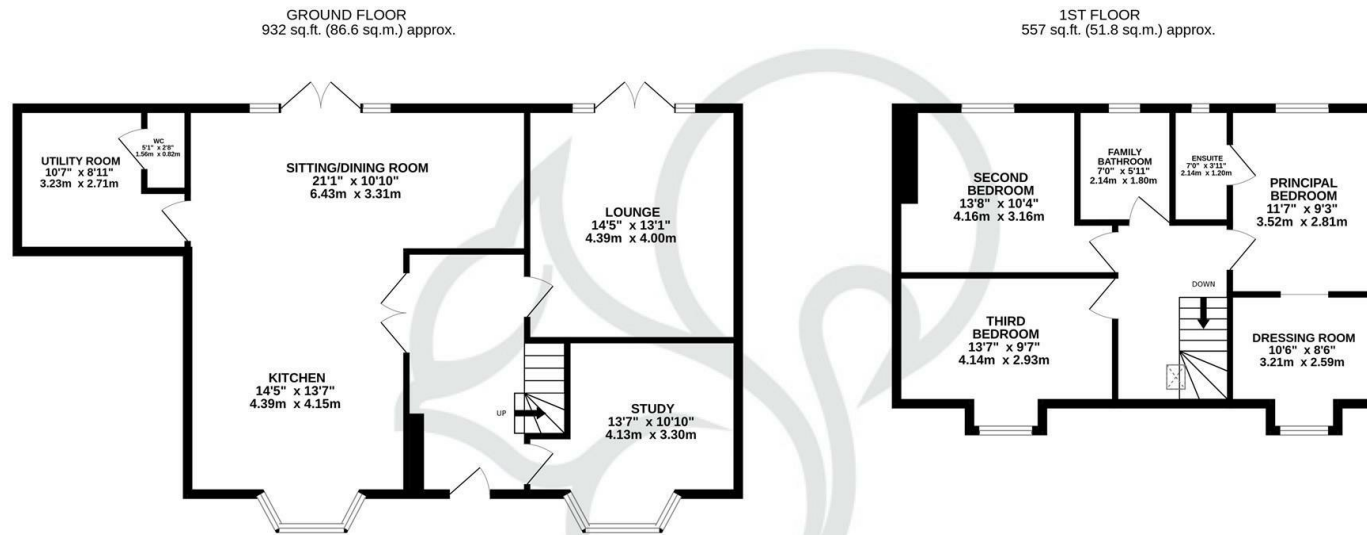 GROUND FLOOR
932 sq.ft. (86.6 sq.m.) approx.
UTILITY ROOM
10'7" x 8'11"
3.23m x 2.71m
WC
5'1" x 2'8"
1.56m x 0.82m
SITTING/DINING ROOM
21'1" x 10'10"
6.43m x 3.31m
LOUNGE
14'5" x 13'1"
4.39m x 4.00m
KITCHEN
14'5" x 13'7"
4.39m x 4.15m
UP
STUDY
13'7" x 10'10"
4.13m x 3.30m
1ST FLOOR
557 sq.ft. (51.8 sq.m.) approx.
SECOND
BEDROOM
13'8" x 10'4"
4.16m x 3.16m
FAMILY
BATHROOM
7'0" x 5'11"
2.14m x 1.80m
ENSUITE
7'0" x 3'11"
2.14m x 1.20m
PRINCIPAL
BEDROOM
11'7" x 9'3"
3.52m x 2.81m
DOWN
THIRD
BEDROOM
13'7" x 9'7"
4.14m x 2.93m
DRESSING ROOM
10'6" x 8'6"
3.21m x 2.59m